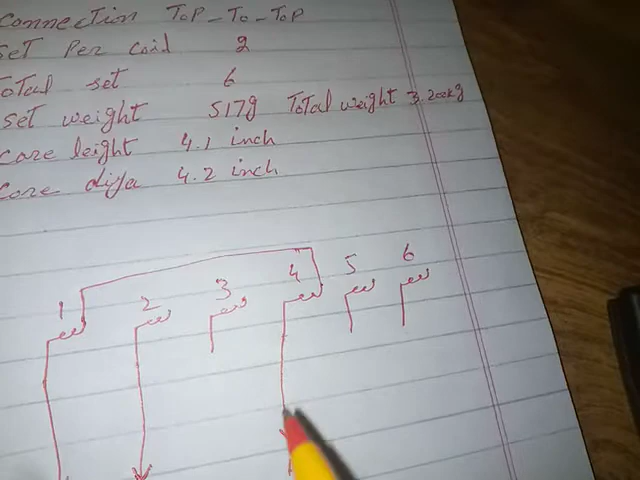 Connection TOP-TO-TOP
Set Per Coil 2
Total set 6
Set weight 517g Total weight 3.200kg
Core leight 4.1 inch
Core diya 4.2 inch
1 2 3 4 5 6